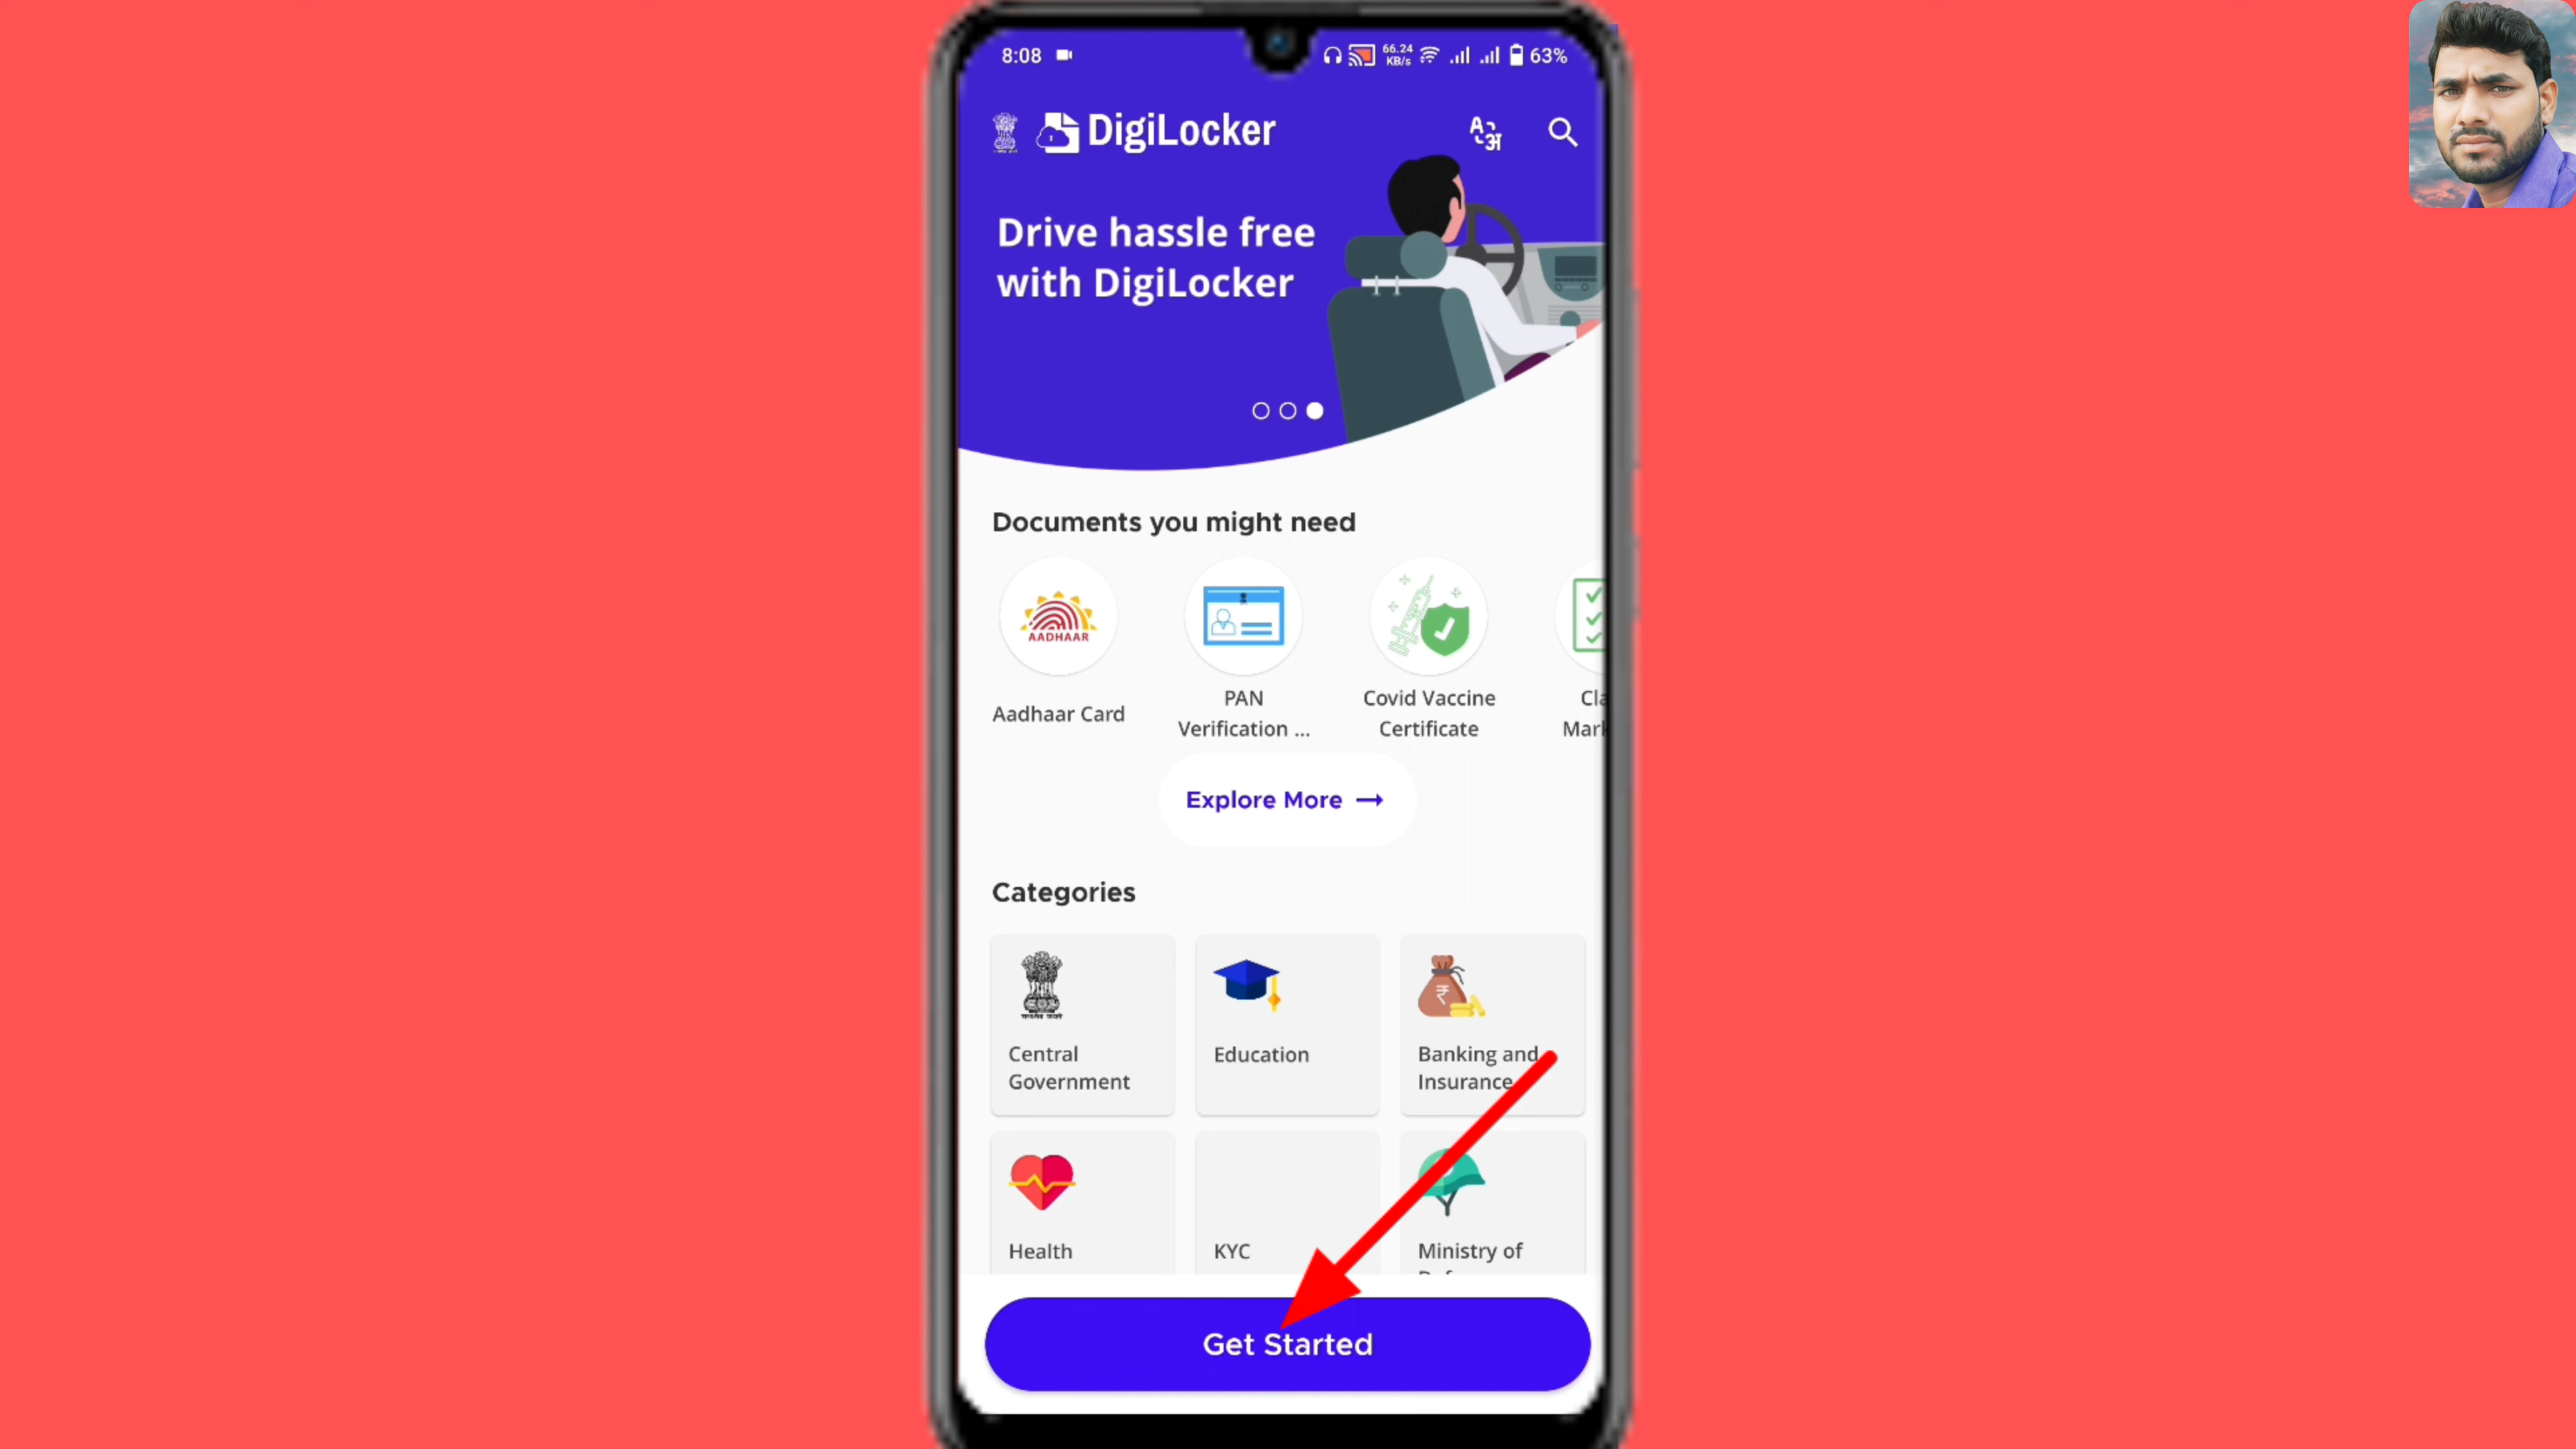 8:08
66.24
KB/s
63%
DigiLocker
A
अ
Drive hassle free
with DigiLocker
Documents you might need
AADHAAR
Aadhaar Card
PAN
Verification ...
Covid Vaccine
Certificate
Explore More →
Categories
Central
Government
Education
₹
Banking and
Insurance
Health
KYC
Ministry of
Get Started